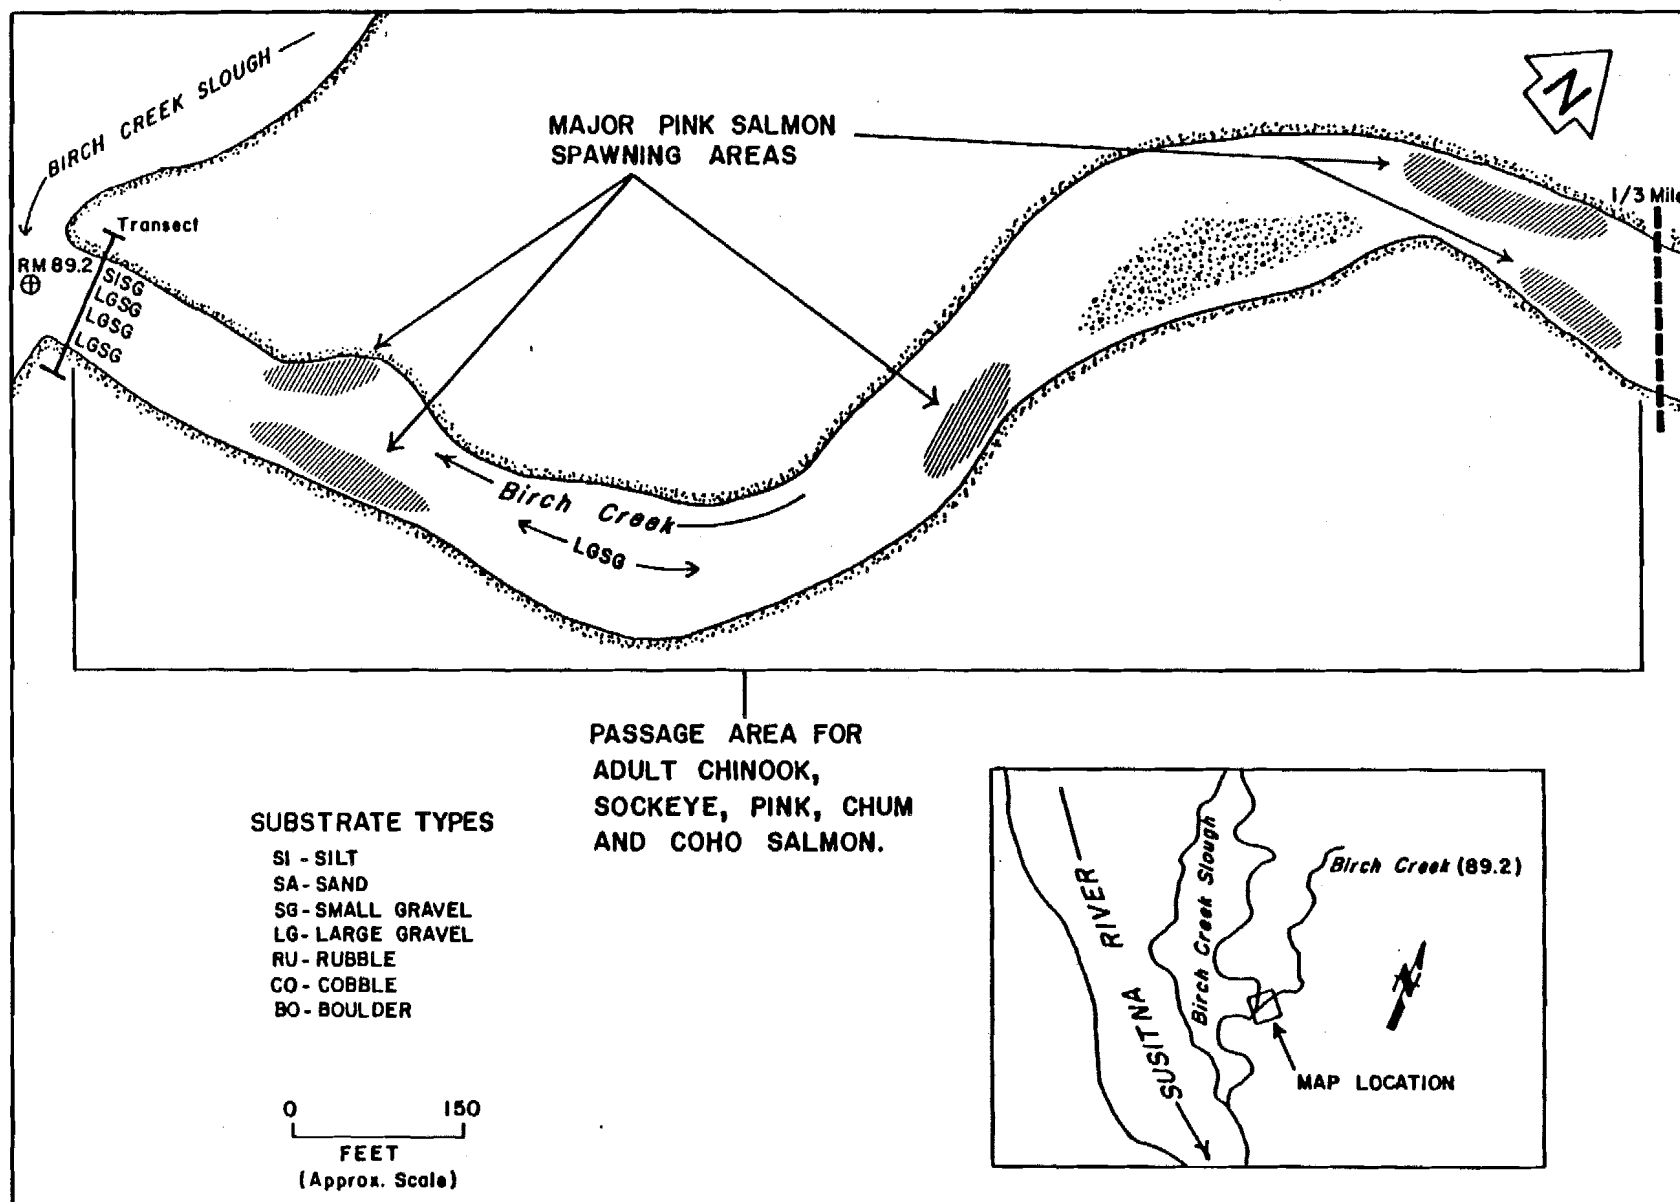 BIRCH CREEK SLOUGH
MAJOR PINK SALMON
SPAWNING AREAS
N
1/3 Mile
Transect
RM 89.2
SISG
LGSG
LGSG
LGSG
Birch Creek
LGSG
PASSAGE AREA FOR
ADULT CHINOOK,
SOCKEYE, PINK, CHUM
AND COHO SALMON.
SUBSTRATE TYPES
SI - SILT
SA - SAND
SG - SMALL GRAVEL
LG - LARGE GRAVEL
RU - RUBBLE
CO - COBBLE
BO - BOULDER
0 150
FEET
(Approx. Scale)
SUSITNA RIVER
Birch Creek Slough
Birch Creek (89.2)
N
MAP LOCATION